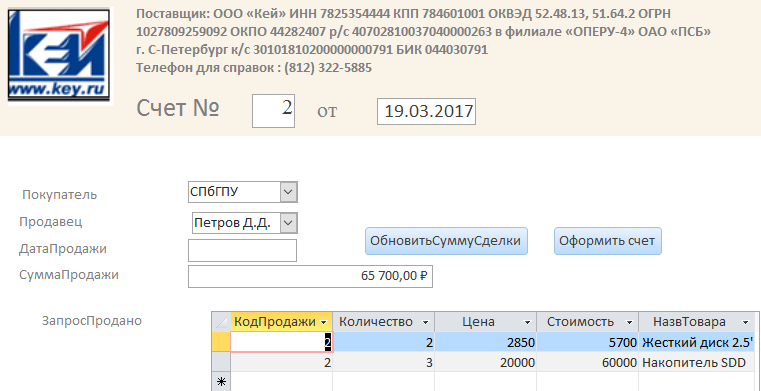 Поставщик: ООО «Кей» ИНН 7825354444 КПП 784601001 ОКВЭД 52.48.13, 51.64.2 ОГРН
1027809259092 ОКПО 44282407 р/с 40702810037040000263 в филиале «ОПЕРУ-4» ОАО «ПСБ»
г. С-Петербург к/с 30101810200000000791 БИК 044030791
Телефон для справок : (812) 322-5885
КЕЙ
www.key.ru
Счет № 2 от 19.03.2017
Покупатель СПбГПУ
Продавец Петров Д.Д.
ДатаПродажи ОбновитьСуммуСделки Оформить счет
СуммаПродажи 65 700,00 ₽
ЗапросПродано КодПродажи Количество Цена Стоимость НазвТовара
2 2 2850 5700 Жесткий диск 2.5'
2 3 20000 60000 Накопитель SDD